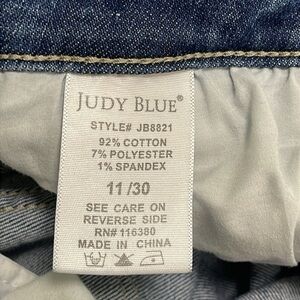 JUDY BLUE®
STYLE# JB8821
92% COTTON
7% POLYESTER
1% SPANDEX
11/30
SEE CARE ON
REVERSE SIDE
RN# 116380
MADE IN CHINA